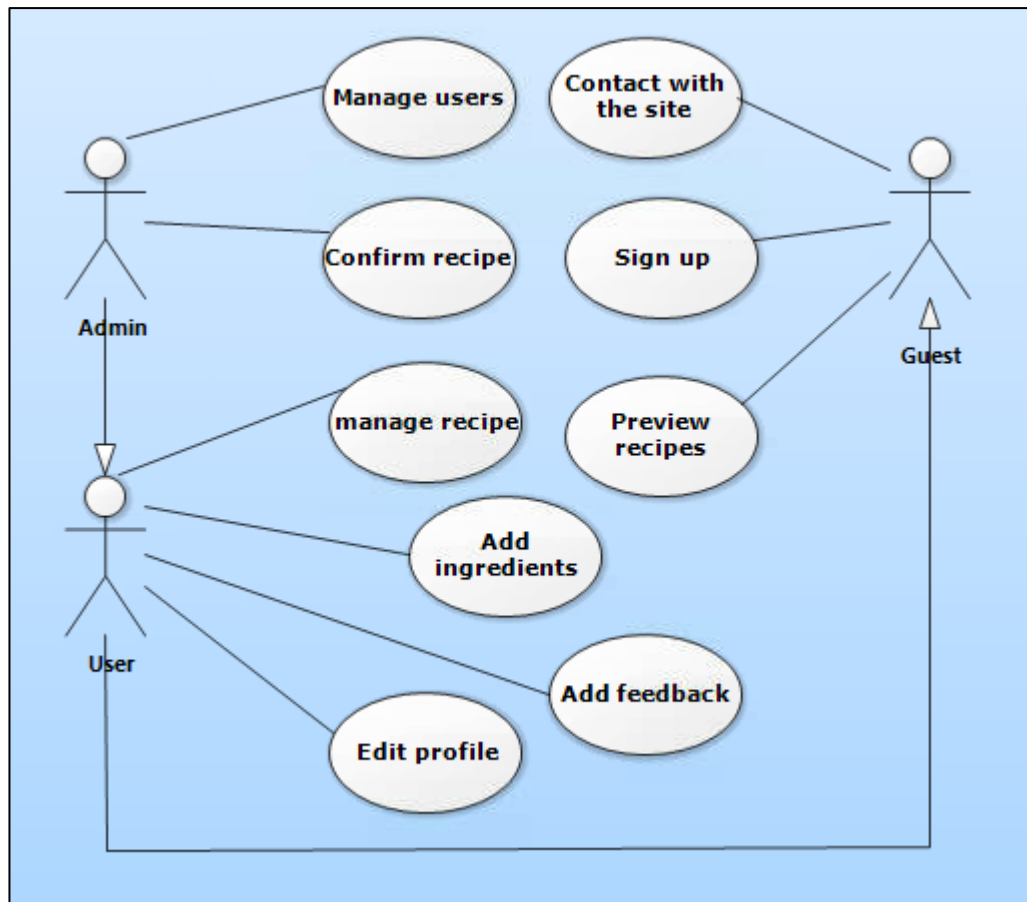 Manage users
Contact with
the site
Confirm recipe
Sign up
Admin
Guest
manage recipe
Preview
recipes
Add
ingredients
User
Add feedback
Edit profile